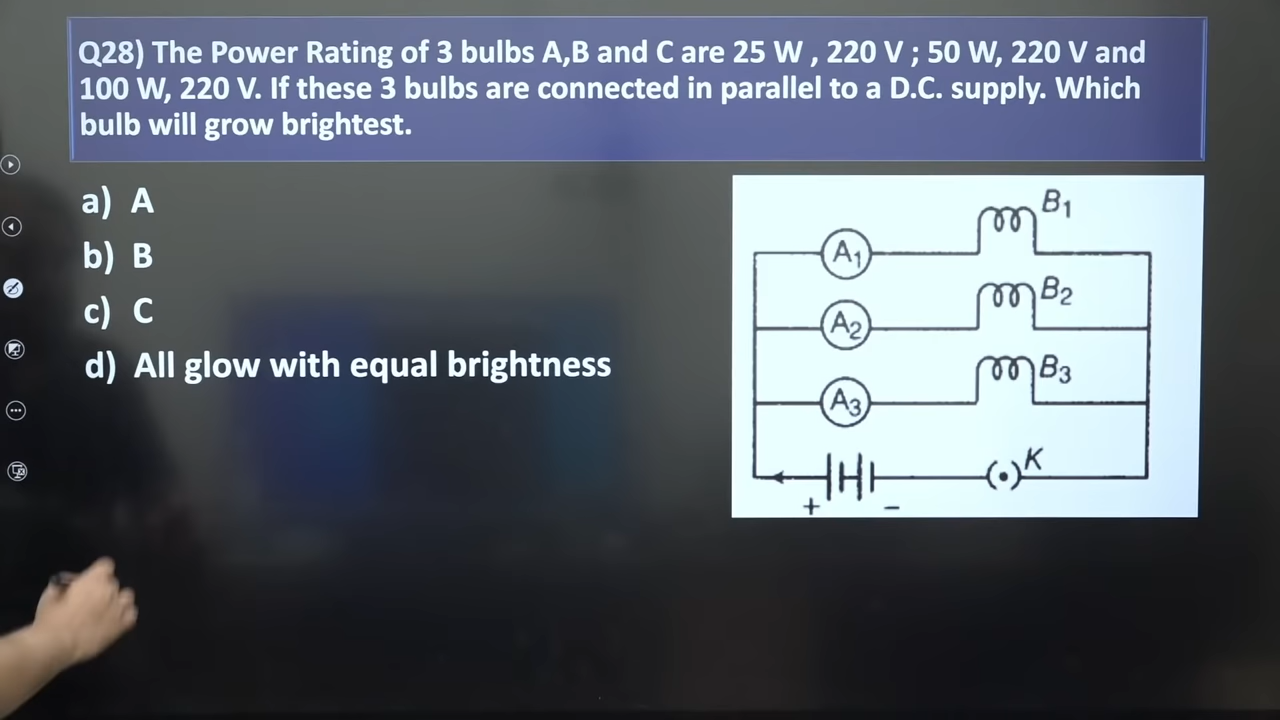 Q28) The Power Rating of 3 bulbs A,B and C are 25 W , 220 V ; 50 W, 220 V and
100 W, 220 V. If these 3 bulbs are connected in parallel to a D.C. supply. Which
bulb will grow brightest.
a) A
b) B
c) C
d) All glow with equal brightness
B1
A1
B2
A2
B3
A3
K
+
−